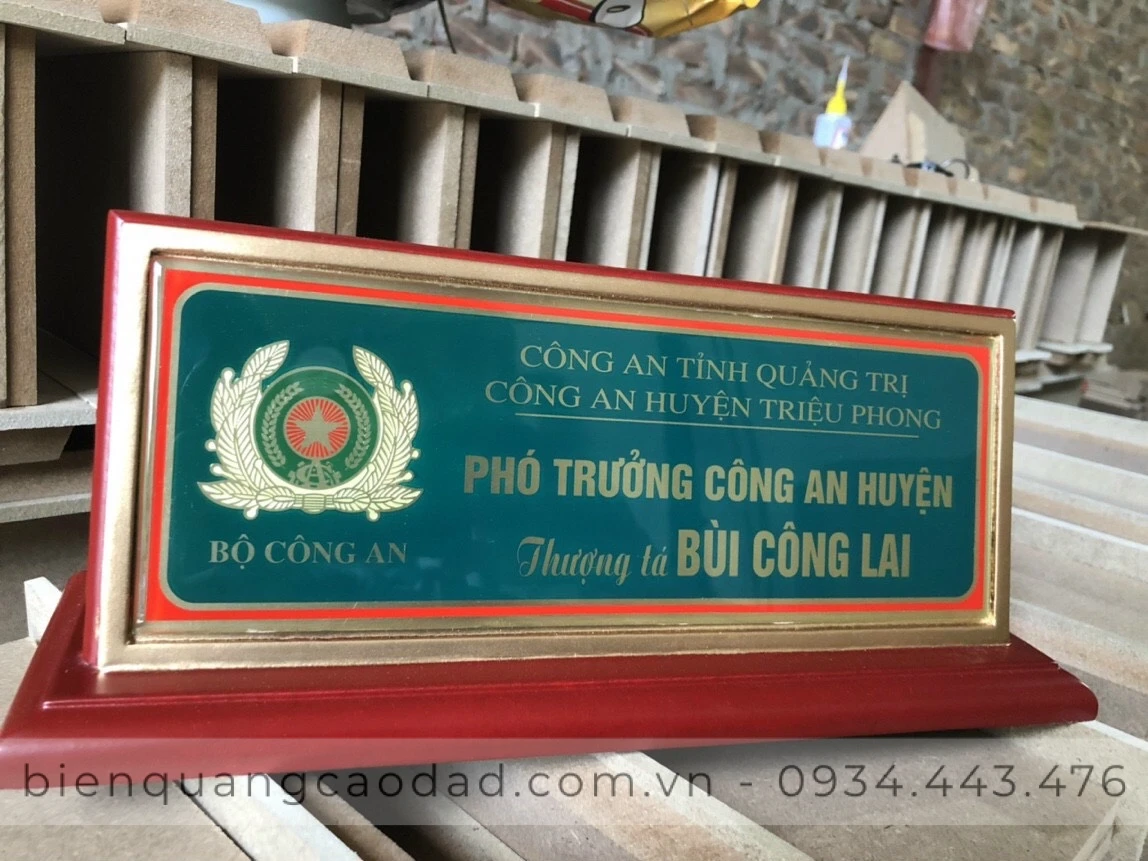 CÔNG AN TỈNH QUẢNG TRỊ
CÔNG AN HUYỆN TRIỆU PHONG
PHÓ TRƯỞNG CÔNG AN HUYỆN
Thượng tá BÙI CÔNG LAI
BỘ CÔNG AN
bienquangcaodad.com.vn - 0934.443.476